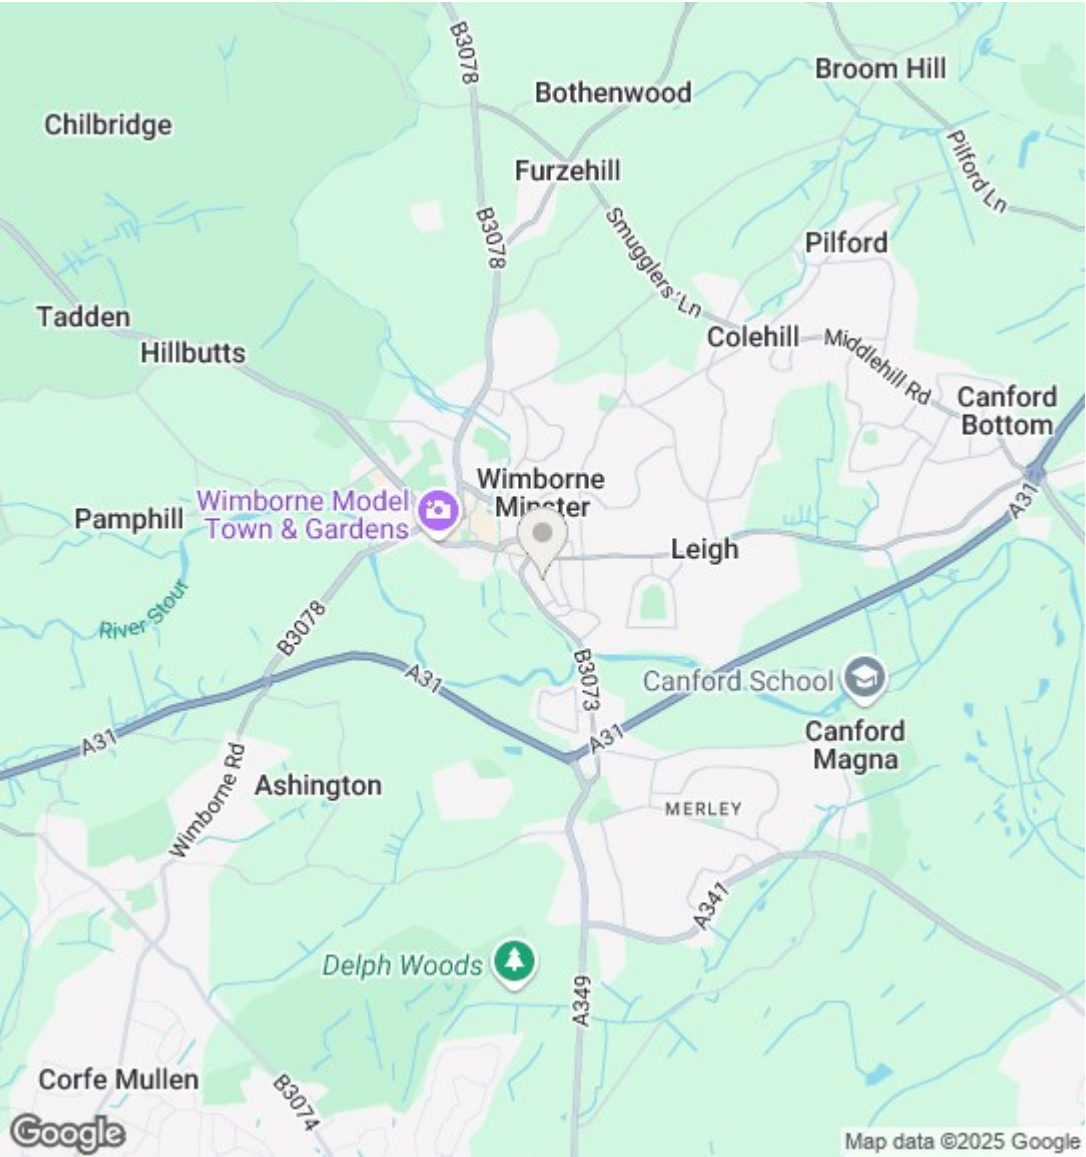 B3078
Broom Hill
Bothenwood
Chilbridge
Furzehill
Pilford Ln
B3078
Smugglers' Ln
Pilford
Tadden
Hillbutts
Colehill
Middlehill Rd
Canford
Bottom
Wimborne
Minster
Wimborne Model
Town & Gardens
A31
Pamphill
Leigh
River Stour
B3078
A31
B3073
Canford School
A31
A31
Canford
Magna
Wimborne Rd
Ashington
MERLEY
A341
Delph Woods
A349
Corfe Mullen
B3074
Google
Map data ©2025 Google